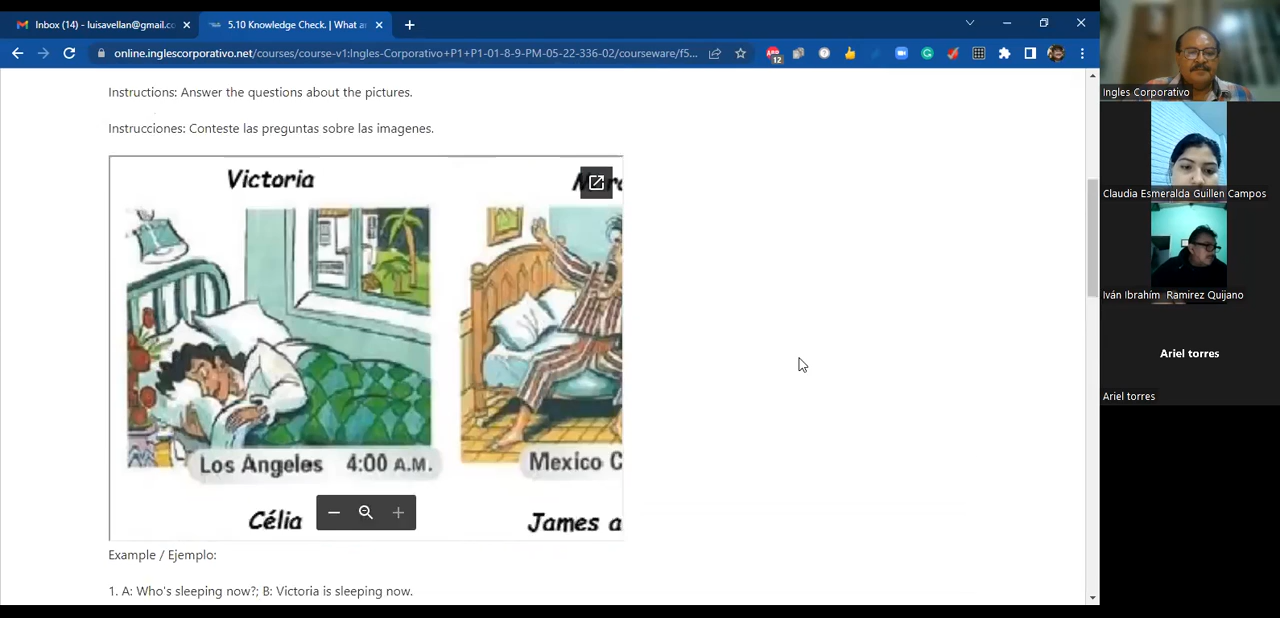 Inbox (14) - luisavellan@gmail.co
5.10 Knowledge Check. | What a
online.inglescorporativo.net/courses/course-v1:Ingles-Corporativo+P1+P1-01-8-9-PM-05-22-336-02/courseware/f5...
12
Instructions: Answer the questions about the pictures.
Instrucciones: Conteste las preguntas sobre las imagenes.
Victoria
Los Angeles 4:00 A.M.
Mexico C
Célia
James a
Example / Ejemplo:
1. A: Who's sleeping now?; B: Victoria is sleeping now.
Ingles Corporativo
Claudia Esmeralda Guillen Campos
Iván Ibrahím Ramirez Quijano
Ariel torres
Ariel torres